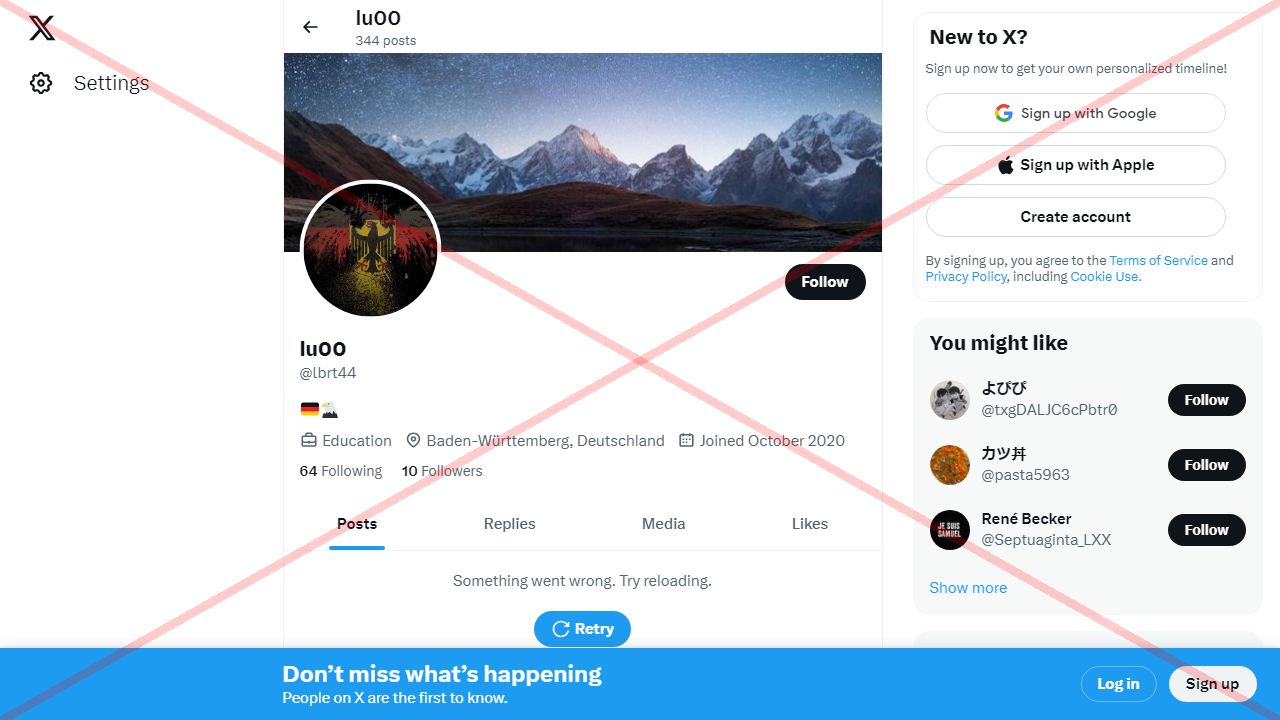 Settings
lu00
344 posts
Follow
lu00
@lbrt44
🇩🇪🦅
Education Baden-Württemberg, Deutschland Joined October 2020
64 Following 10 Followers
Posts Replies Media Likes
Something went wrong. Try reloading.
Retry
New to X?
Sign up now to get your own personalized timeline!
Sign up with Google
Sign up with Apple
Create account
By signing up, you agree to the Terms of Service and
Privacy Policy, including Cookie Use.
You might like
よぴぴ
@txgDALJC6cPbtr0
Follow
カツ丼
@pasta5963
Follow
JE SUIS
SAMUEL
René Becker
@Septuaginta_LXX
Follow
Show more
Don’t miss what’s happening
People on X are the first to know.
Log in
Sign up